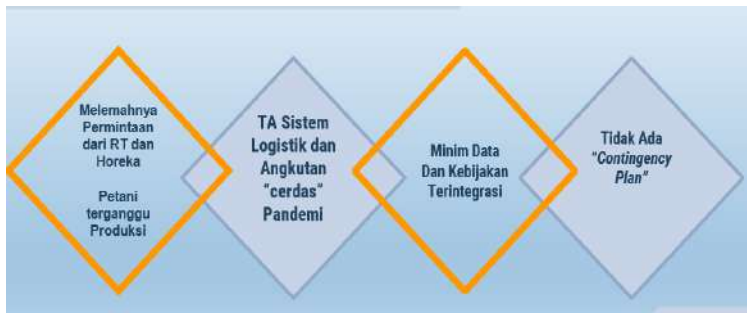 Melemahnya
Permintaan
dari RT dan
Horeka
Petani
terganggu
Produksi
TA Sistem
Logistik dan
Angkutan
"cerdas"
Pandemi
Minim Data
Dan Kebijakan
Terintegrasi
Tidak Ada
"Contingency
Plan"